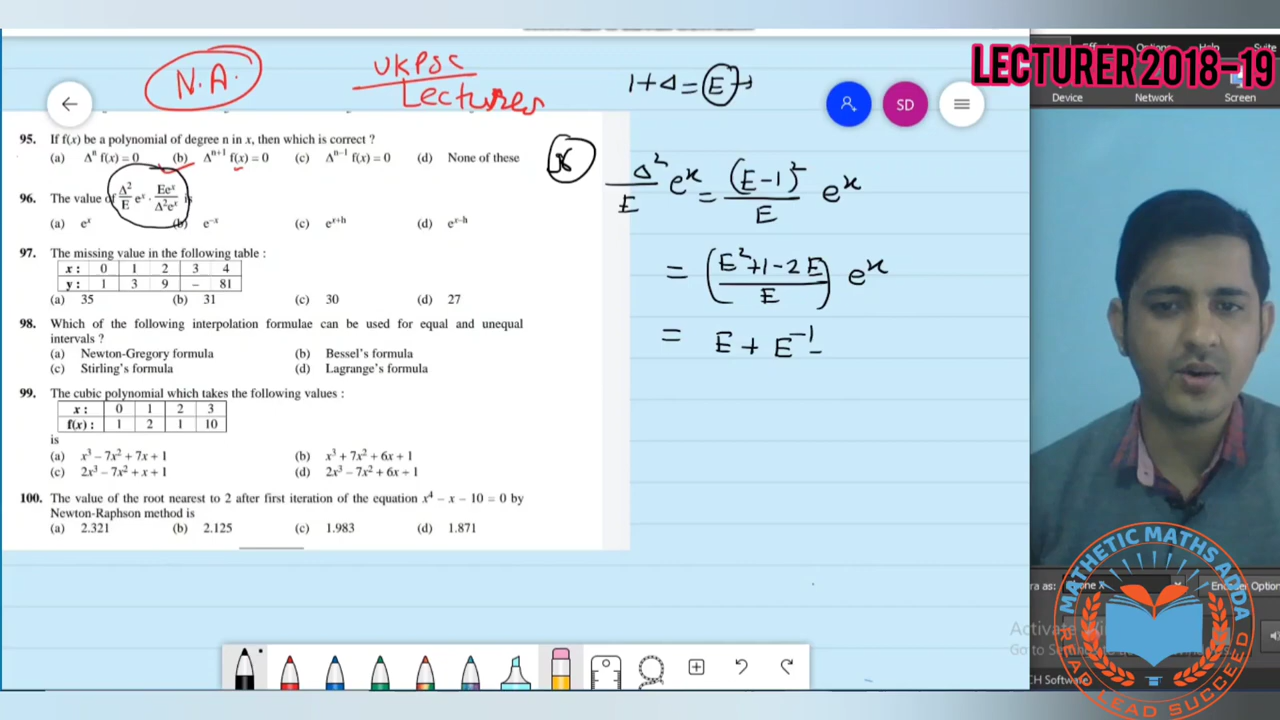 LECTURER 2018-19
N.A.
UKPSC
Lecturer
1+Δ=E→
SD
Device
Network
Screen
95. If f(x) be a polynomial of degree n in x, then which is correct ?
(a) Δⁿ f(x) = 0 (b) Δⁿ⁺¹ f(x) = 0 (c) Δⁿ⁻¹ f(x) = 0 (d) None of these
96. The value of Δ²/E eˣ · Eeˣ/Δ²eˣ is
(a) eˣ (b) e⁻ˣ (c) eˣ⁺ʰ (d) eˣ⁻ʰ
97. The missing value in the following table :
x : 0 1 2 3 4
y : 1 3 9 – 81
(a) 35 (b) 31 (c) 30 (d) 27
98. Which of the following interpolation formulae can be used for equal and unequal
intervals ?
(a) Newton-Gregory formula (b) Bessel's formula
(c) Stirling's formula (d) Lagrange's formula
99. The cubic polynomial which takes the following values :
x : 0 1 2 3
f(x) : 1 2 1 10
is
(a) x³ – 7x² + 7x + 1 (b) x³ + 7x² + 6x + 1
(c) 2x³ – 7x² + x + 1 (d) 2x³ – 7x² + 6x + 1
100. The value of the root nearest to 2 after first iteration of the equation x⁴ – x – 10 = 0 by
Newton-Raphson method is
(a) 2.321 (b) 2.125 (c) 1.983 (d) 1.871
Δ²/E eˣ = (E-1)²/E eˣ
= (E²+1-2E/E) eˣ
= E + E⁻¹ -
MATHETIC MATHS ADDA
TRAIN LEAD SUCCEED